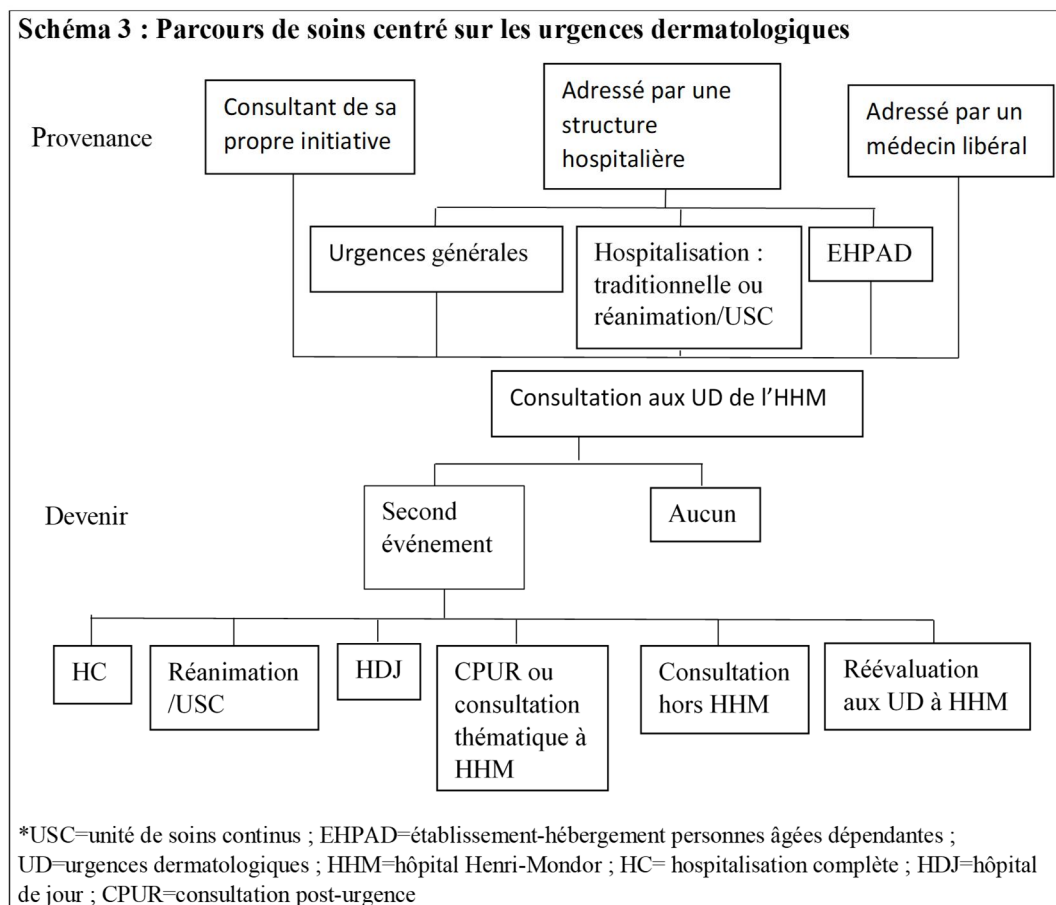 Schéma 3 : Parcours de soins centré sur les urgences dermatologiques
Provenance
Consultant de sa
propre initiative
Adressé par une
structure
hospitalière
Adressé par un
médecin libéral
Urgences générales
Hospitalisation :
traditionnelle ou
réanimation/USC
EHPAD
Consultation aux UD de l’HHM
Devenir
Second
événement
Aucun
HC
Réanimation
/USC
HDJ
CPUR ou
consultation
thématique à
HHM
Consultation
hors HHM
Réévaluation
aux UD à HHM
*USC=unité de soins continus ; EHPAD=établissement-hébergement personnes âgées dépendantes ;
UD=urgences dermatologiques ; HHM=hôpital Henri-Mondor ; HC= hospitalisation complète ; HDJ=hôpital
de jour ; CPUR=consultation post-urgence